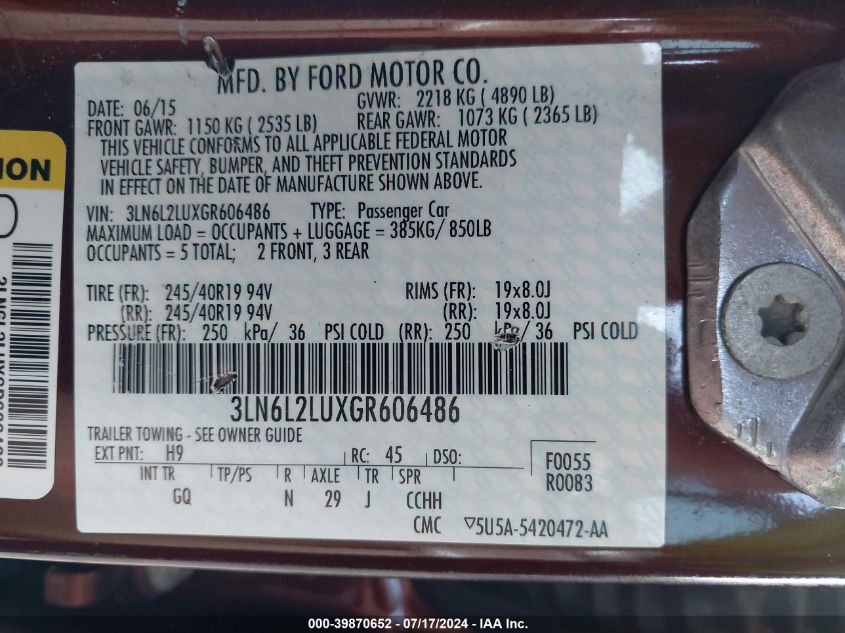 MFD. BY FORD MOTOR CO.
DATE: 06/15 GVWR: 2218 KG ( 4890 LB)
FRONT GAWR: 1150 KG ( 2535 LB) REAR GAWR: 1073 KG ( 2365 LB)
THIS VEHICLE CONFORMS TO ALL APPLICABLE FEDERAL MOTOR
VEHICLE SAFETY, BUMPER, AND THEFT PREVENTION STANDARDS
IN EFFECT ON THE DATE OF MANUFACTURE SHOWN ABOVE.
VIN: 3LN6L2LUXGR606486 TYPE: Passenger Car
MAXIMUM LOAD = OCCUPANTS + LUGGAGE = 385KG/ 850LB
OCCUPANTS = 5 TOTAL; 2 FRONT, 3 REAR
TIRE (FR): 245/40R19 94V RIMS (FR): 19x8.0J
(RR): 245/40R19 94V (RR): 19x8.0J
PRESSURE (FR): 250 kPa/ 36 PSI COLD (RR): 250 kPa/ 36 PSI COLD
3LN6L2LUXGR606486
TRAILER TOWING - SEE OWNER GUIDE
EXT PNT: H9 RC: 45 DSO:
F0055
R0083
INT TR TP/PS R AXLE TR SPR
GQ N 29 J CCHH
CMC ▽5U5A-5420472-AA
ION
000-39870652 / 07/17/2024 - IAA Inc.